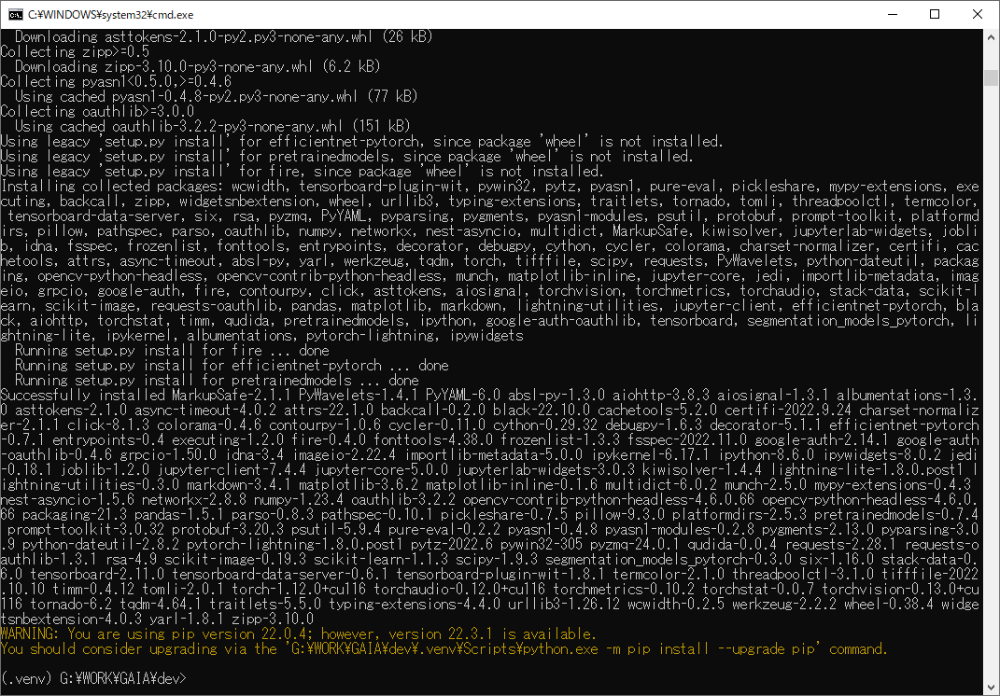 C:¥WINDOWS¥system32¥cmd.exe
  Downloading asttokens-2.1.0-py2.py3-none-any.whl (26 kB)
Collecting zipp>=0.5
  Downloading zipp-3.10.0-py3-none-any.whl (6.2 kB)
Collecting pyasn1<0.5.0,>=0.4.6
  Using cached pyasn1-0.4.8-py2.py3-none-any.whl (77 kB)
Collecting oauthlib>=3.0.0
  Using cached oauthlib-3.2.2-py3-none-any.whl (151 kB)
Using legacy 'setup.py install' for efficientnet-pytorch, since package 'wheel' is not installed.
Using legacy 'setup.py install' for pretrainedmodels, since package 'wheel' is not installed.
Using legacy 'setup.py install' for fire, since package 'wheel' is not installed.
Installing collected packages: wcwidth, tensorboard-plugin-wit, pywin32, pytz, pyasn1, pure-eval, pickleshare, mypy-extensions, exe
cuting, backcall, zipp, widgetsnbextension, wheel, urllib3, typing-extensions, traitlets, tornado, tomli, threadpoolctl, termcolor,
 tensorboard-data-server, six, rsa, pyzmq, PyYAML, pyparsing, pygments, pyasn1-modules, psutil, protobuf, prompt-toolkit, platformd
irs, pillow, pathspec, parso, oauthlib, numpy, networkx, nest-asyncio, multidict, MarkupSafe, kiwisolver, jupyterlab-widgets, jobli
b, idna, fsspec, frozenlist, fonttools, entrypoints, decorator, debugpy, cython, cycler, colorama, charset-normalizer, certifi, cac
hetools, attrs, async-timeout, absl-py, yarl, werkzeug, tqdm, torch, tifffile, scipy, requests, PyWavelets, python-dateutil, packag
ing, opencv-python-headless, opencv-contrib-python-headless, munch, matplotlib-inline, jupyter-core, jedi, importlib-metadata, imag
eio, grpcio, google-auth, fire, contourpy, click, asttokens, aiosignal, torchvision, torchmetrics, torchaudio, stack-data, scikit-l
earn, scikit-image, requests-oauthlib, pandas, matplotlib, markdown, lightning-utilities, jupyter-client, efficientnet-pytorch, bla
ck, aiohttp, torchstat, timm, qudida, pretrainedmodels, ipython, google-auth-oauthlib, tensorboard, segmentation_models_pytorch, li
ghtning-lite, ipykernel, albumentations, pytorch-lightning, ipywidgets
  Running setup.py install for fire ... done
  Running setup.py install for efficientnet-pytorch ... done
  Running setup.py install for pretrainedmodels ... done
Successfully installed MarkupSafe-2.1.1 PyWavelets-1.4.1 PyYAML-6.0 absl-py-1.3.0 aiohttp-3.8.3 aiosignal-1.3.1 albumentations-1.3.
0 asttokens-2.1.0 async-timeout-4.0.2 attrs-22.1.0 backcall-0.2.0 black-22.10.0 cachetools-5.2.0 certifi-2022.9.24 charset-normaliz
er-2.1.1 click-8.1.3 colorama-0.4.6 contourpy-1.0.6 cycler-0.11.0 cython-0.29.32 debugpy-1.6.3 decorator-5.1.1 efficientnet-pytorch
-0.7.1 entrypoints-0.4 executing-1.2.0 fire-0.4.0 fonttools-4.38.0 frozenlist-1.3.3 fsspec-2022.11.0 google-auth-2.14.1 google-auth
-oauthlib-0.4.6 grpcio-1.50.0 idna-3.4 imageio-2.22.4 importlib-metadata-5.0.0 ipykernel-6.17.1 ipython-8.6.0 ipywidgets-8.0.2 jedi
-0.18.1 joblib-1.2.0 jupyter-client-7.4.4 jupyter-core-5.0.0 jupyterlab-widgets-3.0.3 kiwisolver-1.4.4 lightning-lite-1.8.0.post1 l
ightning-utilities-0.3.0 markdown-3.4.1 matplotlib-3.6.2 matplotlib-inline-0.1.6 multidict-6.0.2 munch-2.5.0 mypy-extensions-0.4.3
nest-asyncio-1.5.6 networkx-2.8.8 numpy-1.23.4 oauthlib-3.2.2 opencv-contrib-python-headless-4.6.0.66 opencv-python-headless-4.6.0.
66 packaging-21.3 pandas-1.5.1 parso-0.8.3 pathspec-0.10.1 pickleshare-0.7.5 pillow-9.3.0 platformdirs-2.5.3 pretrainedmodels-0.7.4
 prompt-toolkit-3.0.32 protobuf-3.20.3 psutil-5.9.4 pure-eval-0.2.2 pyasn1-0.4.8 pyasn1-modules-0.2.8 pygments-2.13.0 pyparsing-3.0
.9 python-dateutil-2.8.2 pytorch-lightning-1.8.0.post1 pytz-2022.6 pywin32-305 pyzmq-24.0.1 qudida-0.0.4 requests-2.28.1 requests-o
authlib-1.3.1 rsa-4.9 scikit-image-0.19.3 scikit-learn-1.1.3 scipy-1.9.3 segmentation_models_pytorch-0.3.0 six-1.16.0 stack-data-0.
6.0 tensorboard-2.11.0 tensorboard-data-server-0.6.1 tensorboard-plugin-wit-1.8.1 termcolor-2.1.0 threadpoolctl-3.1.0 tifffile-2022
.10.10 timm-0.4.12 tomli-2.0.1 torch-1.12.0+cu116 torchaudio-0.12.0+cu116 torchmetrics-0.10.2 torchstat-0.0.7 torchvision-0.13.0+cu
116 tornado-6.2 tqdm-4.64.1 traitlets-5.5.0 typing-extensions-4.4.0 urllib3-1.26.12 wcwidth-0.2.5 werkzeug-2.2.2 wheel-0.38.4 widge
tsnbextension-4.0.3 yarl-1.8.1 zipp-3.10.0
WARNING: You are using pip version 22.0.4; however, version 22.3.1 is available.
You should consider upgrading via the 'G:¥WORK¥GAIA¥dev¥.venv¥Scripts¥python.exe -m pip install --upgrade pip' command.
(.venv) G:¥WORK¥GAIA¥dev>